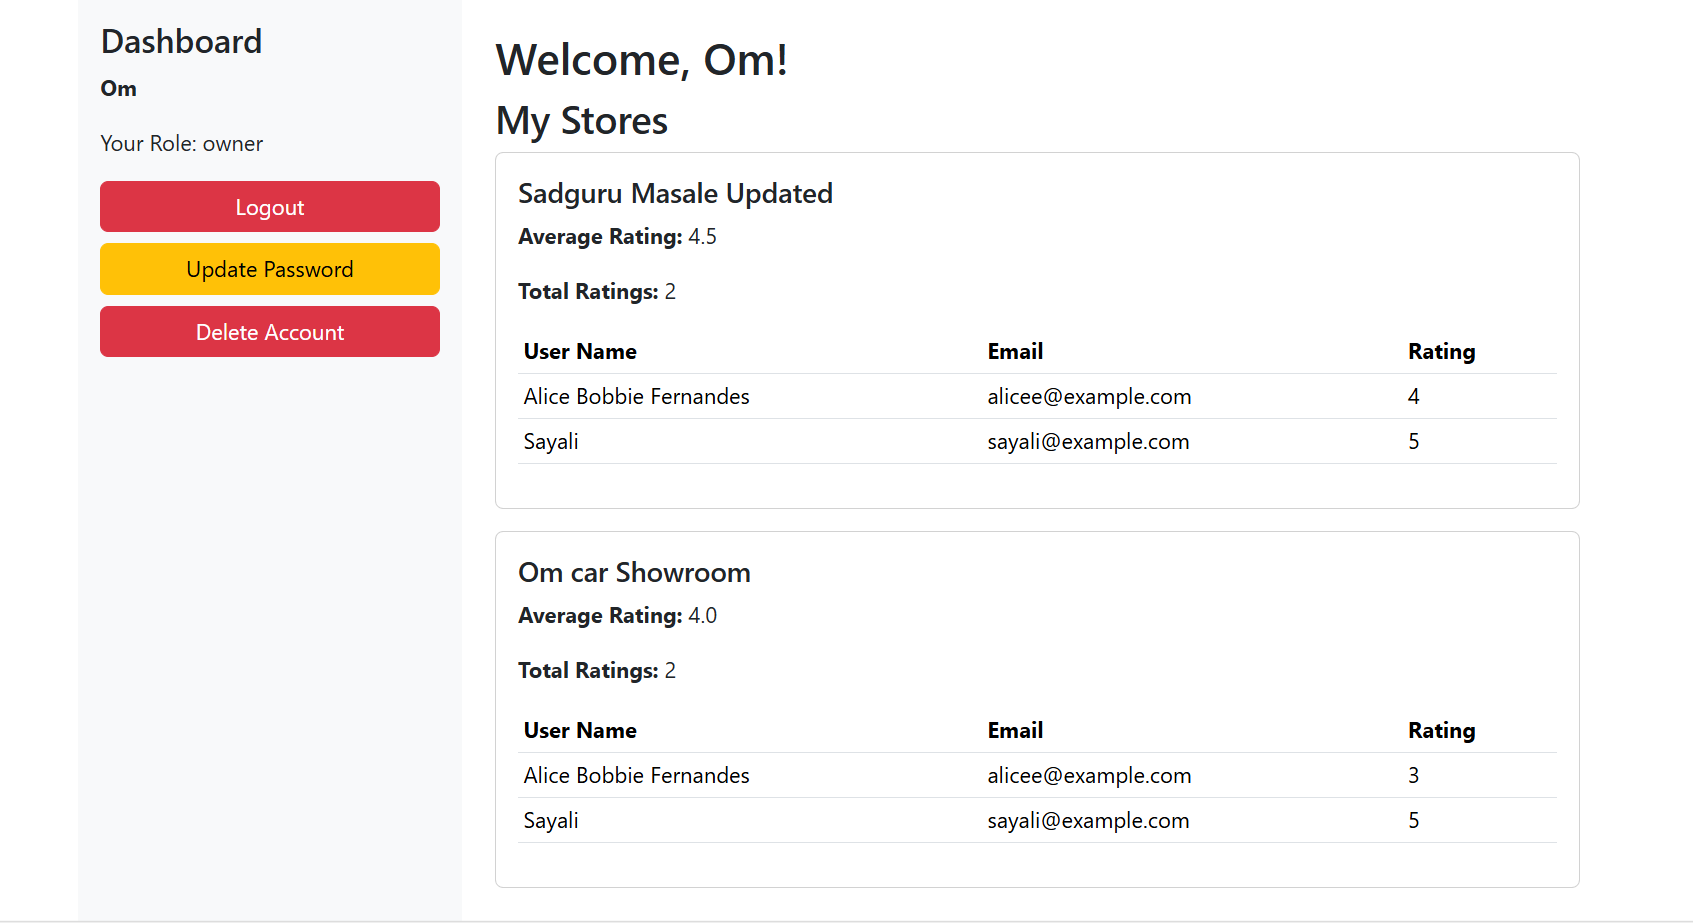 Dashboard
Om
Your Role: owner
Logout
Update Password
Delete Account
Welcome, Om!
My Stores
Sadguru Masale Updated
Average Rating: 4.5
Total Ratings: 2
User Name Email Rating
Alice Bobbie Fernandes alicee@example.com 4
Sayali sayali@example.com 5
Om car Showroom
Average Rating: 4.0
Total Ratings: 2
User Name Email Rating
Alice Bobbie Fernandes alicee@example.com 3
Sayali sayali@example.com 5